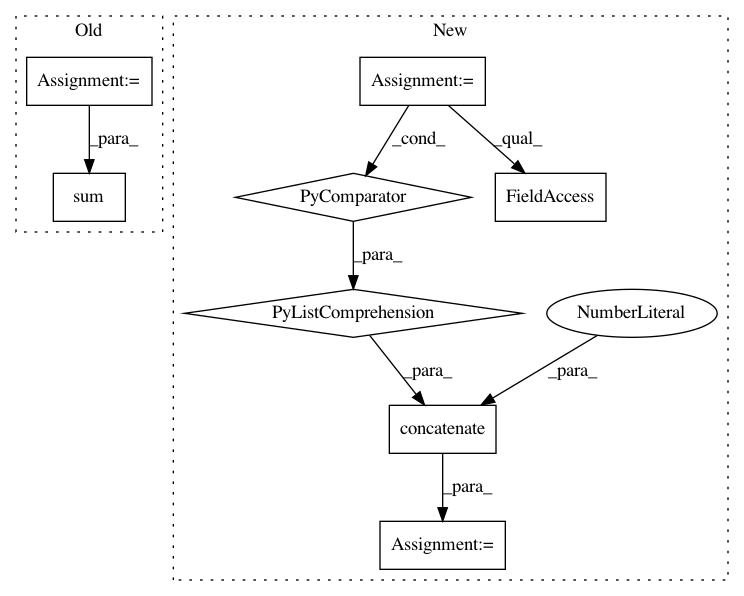 Old
New
Assignment:=
Assignment:=
_para_
_cond_
_qual_
sum
PyComparator
FieldAccess
_para_
PyListComprehension
NumberLiteral
_para_
_para_
concatenate
_para_
Assignment:=